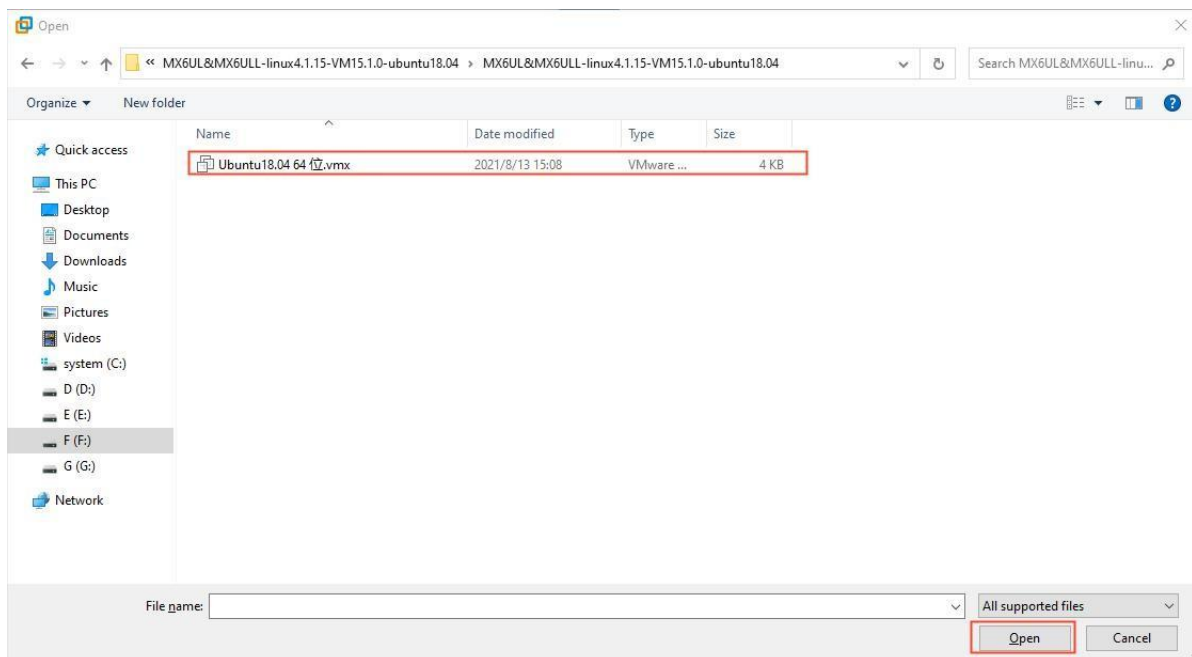 Open
« MX6UL&MX6ULL-linux4.1.15-VM15.1.0-ubuntu18.04 › MX6UL&MX6ULL-linux4.1.15-VM15.1.0-ubuntu18.04
Search MX6UL&MX6ULL-linu...
Organize
New folder
Name Date modified Type Size
Ubuntu18.04 64 位.vmx 2021/8/13 15:08 VMware ... 4 KB
Quick access
This PC
Desktop
Documents
Downloads
Music
Pictures
Videos
system (C:)
D (D:)
E (E:)
F (F:)
G (G:)
Network
File name:
All supported files
Open
Cancel